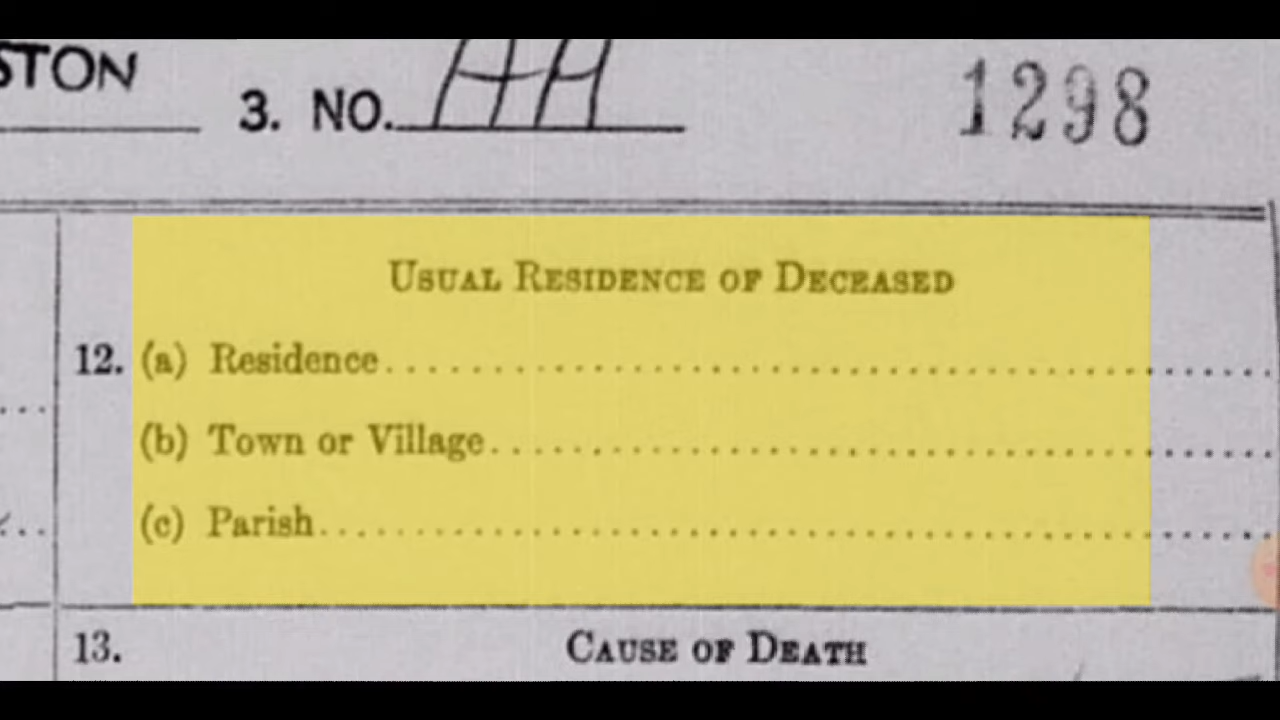 STON
3. NO. AA 1298
USUAL RESIDENCE OF DECEASED
12. (a) Residence
(b) Town or Village
(c) Parish
13. CAUSE OF DEATH